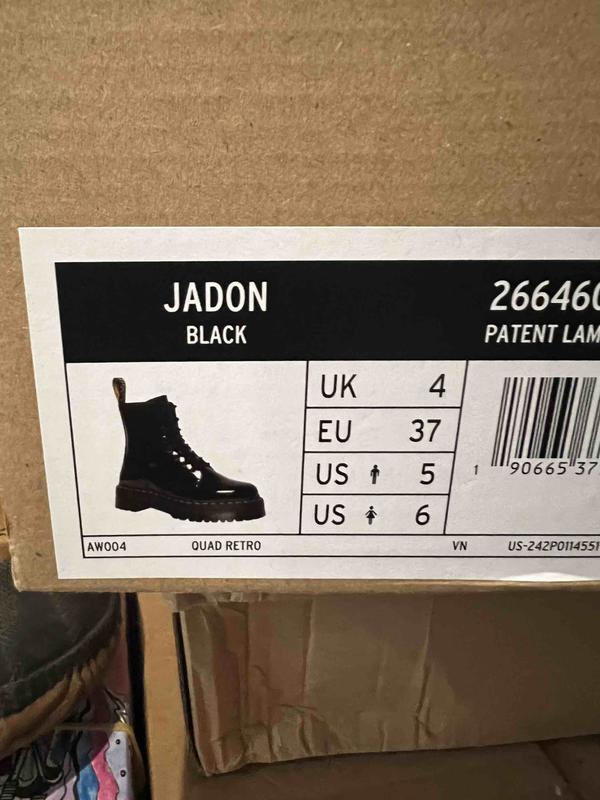 JADON
BLACK
266460
PATENT LAM
UK 4
EU 37
US 5
US 6
1 90665 37
AW004 QUAD RETRO VN US-242P0114551